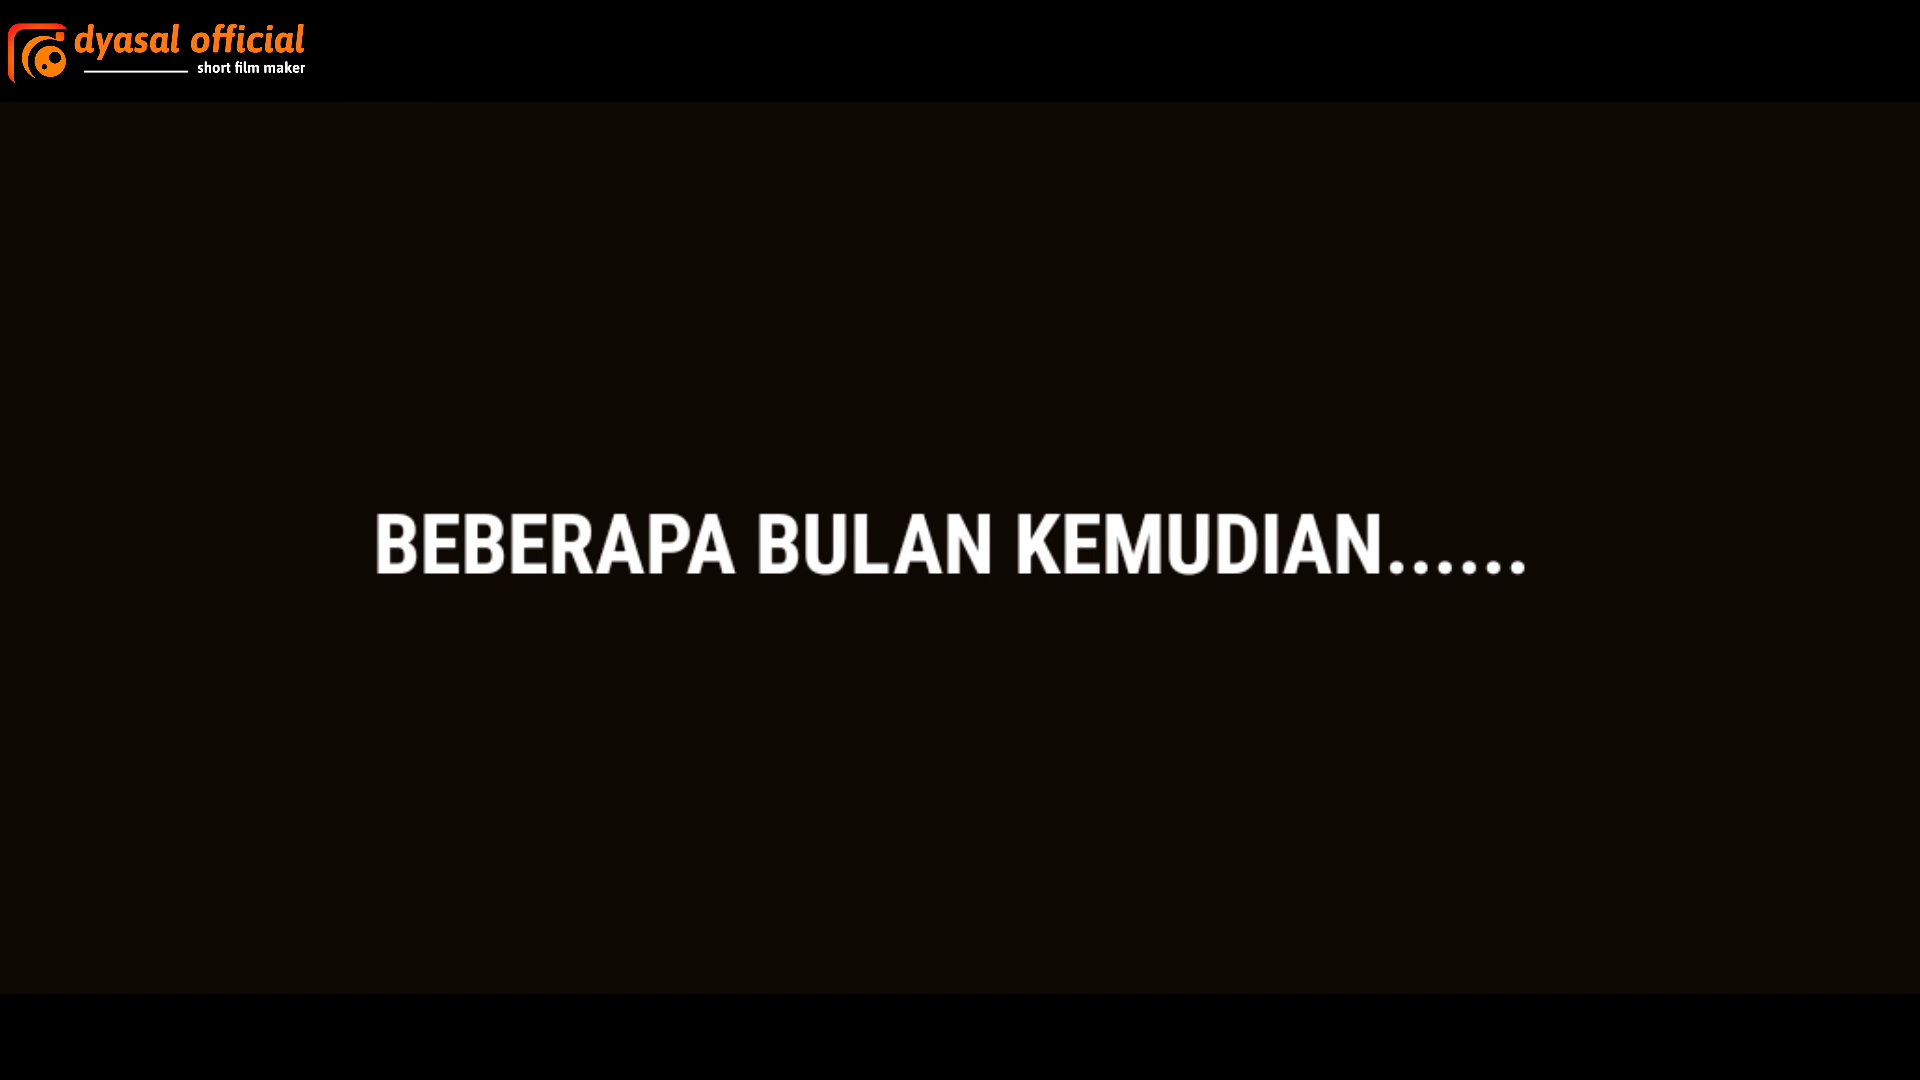 dyasal official
short film maker
BEBERAPA BULAN KEMUDIAN......